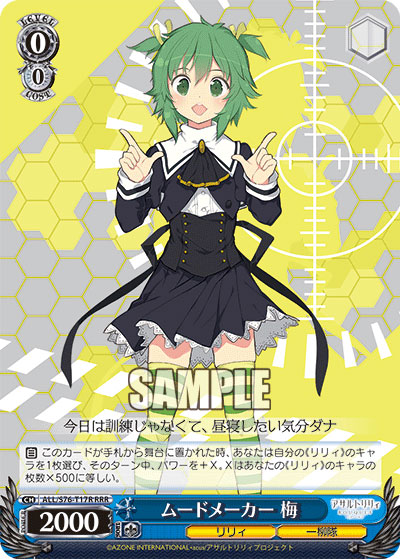 LEVEL
0
0
COST
SAMPLE
今日は訓練じゃなくて、昼寝したい気分ダナ
自 このカードが手札から舞台に置かれた時、あなたは自分の《リリィ》のキャラを1枚選び、そのターン中、パワーを+X。Xはあなたの《リリィ》のキャラの枚数×500に等しい。
CH ALL/S76-T17R RRR
2000
ムードメーカー 梅
アサルトリリィ
リリィ
一柳隊
©AZONE INTERNATIONAL・acus/アサルトリリィプロジェクト